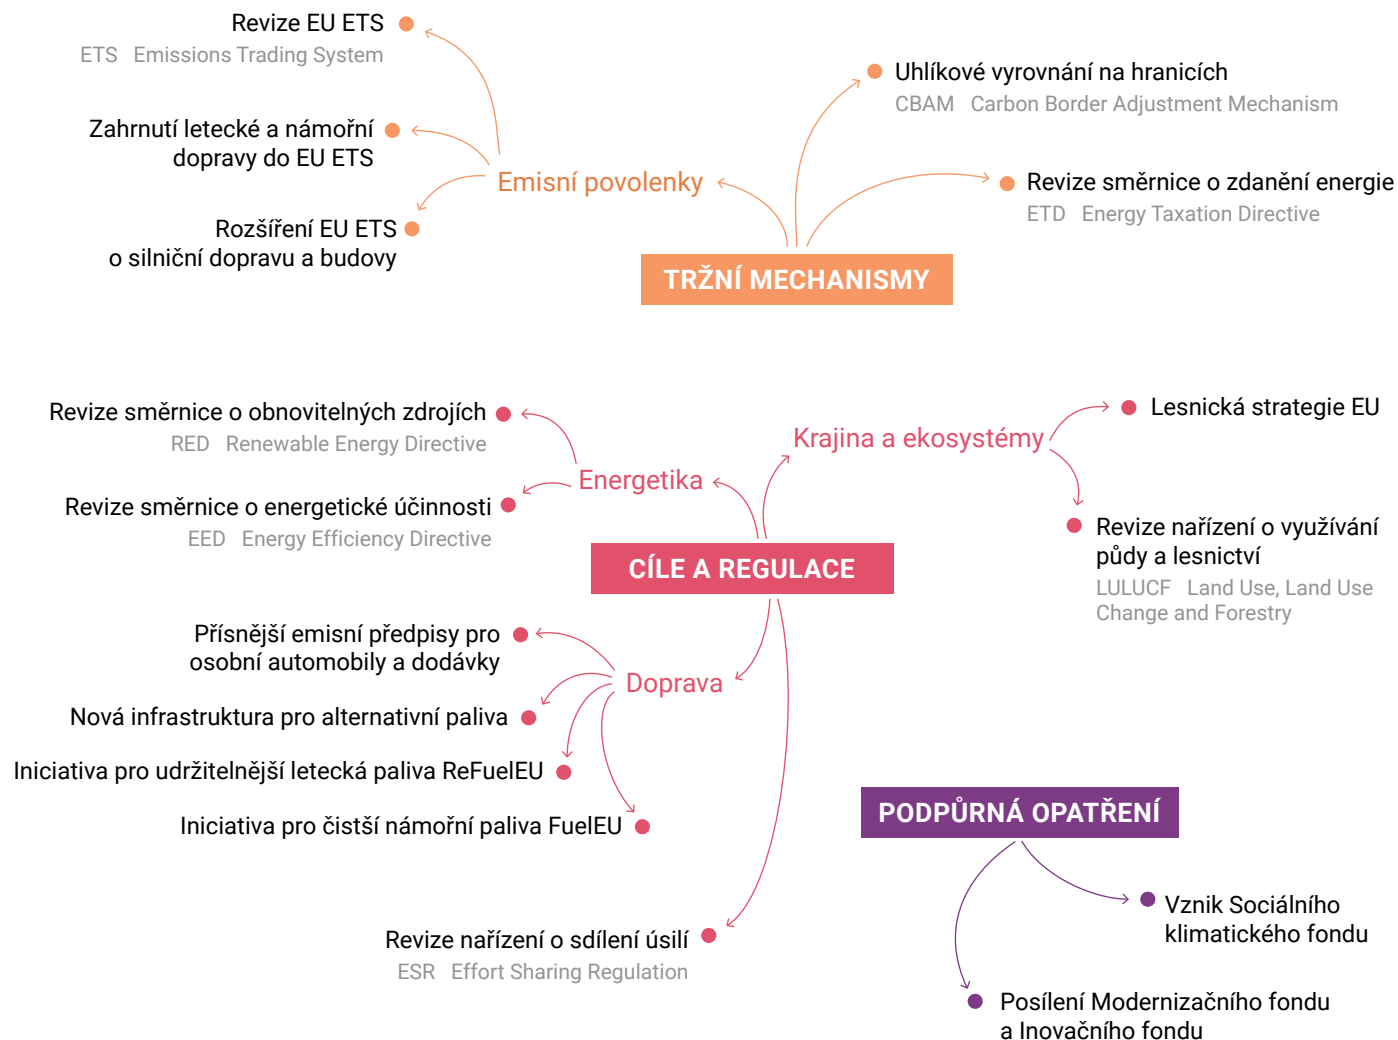 Revize EU ETS
ETS Emissions Trading System
Zahrnutí letecké a námořní
dopravy do EU ETS
Rozšíření EU ETS
o silniční dopravu a budovy
Emisní povolenky
Uhlíkové vyrovnání na hranicích
CBAM Carbon Border Adjustment Mechanism
Revize směrnice o zdanění energie
ETD Energy Taxation Directive
TRŽNÍ MECHANISMY
Revize směrnice o obnovitelných zdrojích
RED Renewable Energy Directive
Energetika
Revize směrnice o energetické účinnosti
EED Energy Efficiency Directive
Krajina a ekosystémy
Lesnická strategie EU
Revize nařízení o využívání
půdy a lesnictví
LULUCF Land Use, Land Use
Change and Forestry
CÍLE A REGULACE
Přísnější emisní předpisy pro
osobní automobily a dodávky
Doprava
Nová infrastruktura pro alternativní paliva
Iniciativa pro udržitelnější letecká paliva ReFuelEU
Iniciativa pro čistší námořní paliva FuelEU
Revize nařízení o sdílení úsilí
ESR Effort Sharing Regulation
PODPŮRNÁ OPATŘENÍ
Vznik Sociálního
klimatického fondu
Posílení Modernizačního fondu
a Inovačního fondu